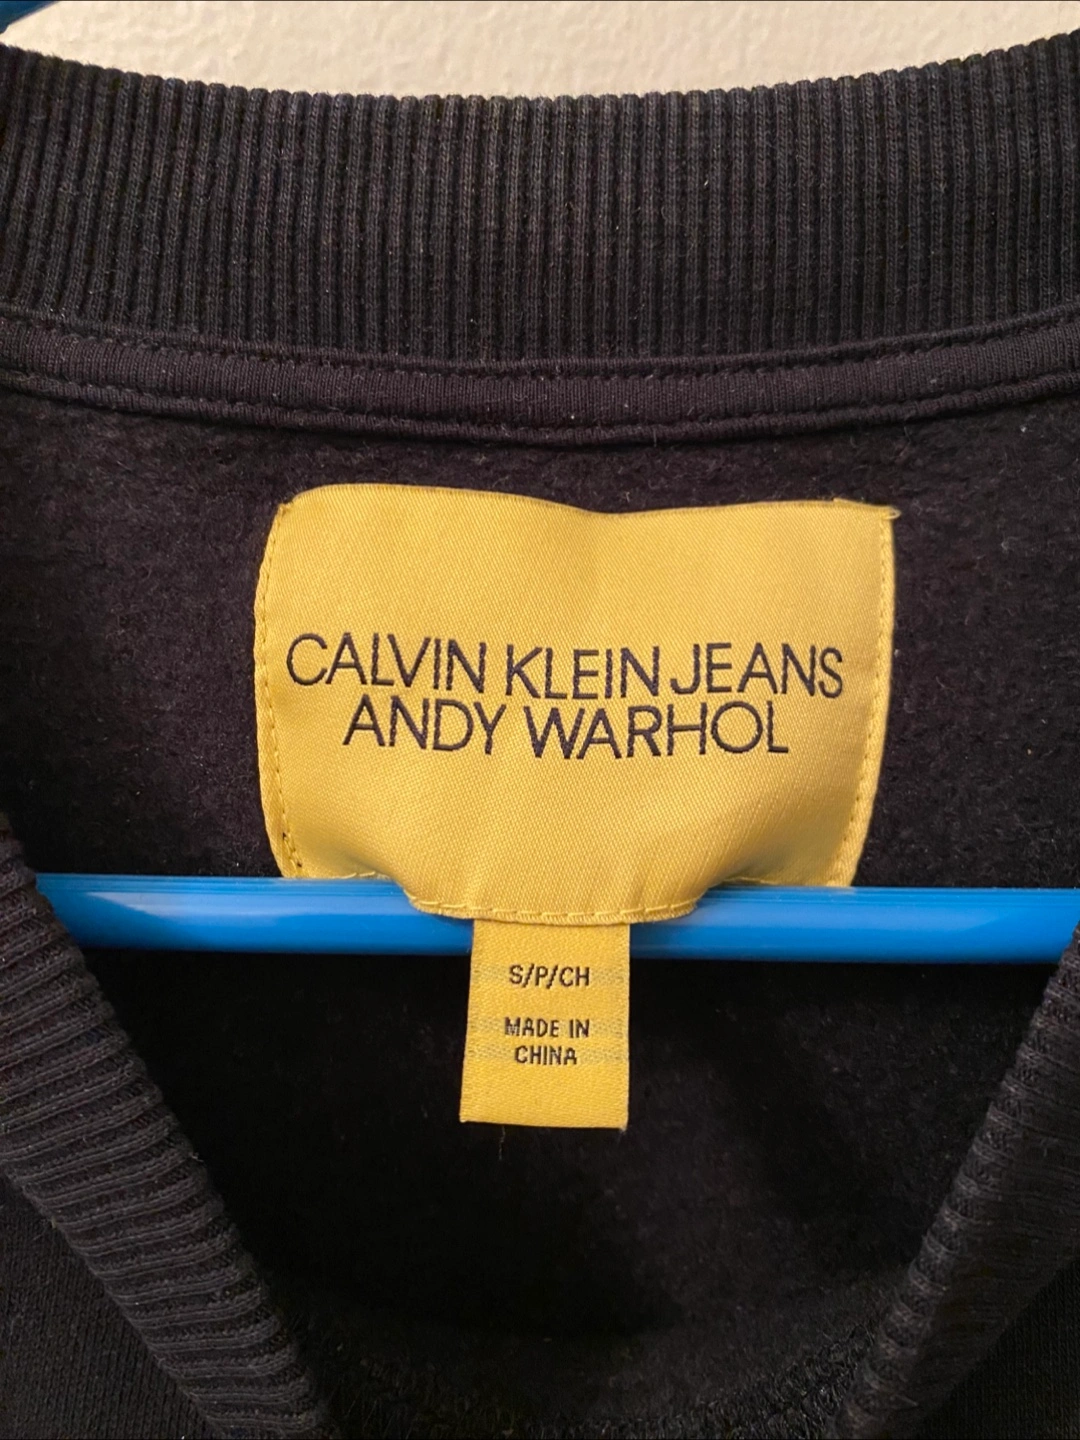 CALVIN KLEIN JEANS
ANDY WARHOL
S/P/CH
MADE IN
CHINA